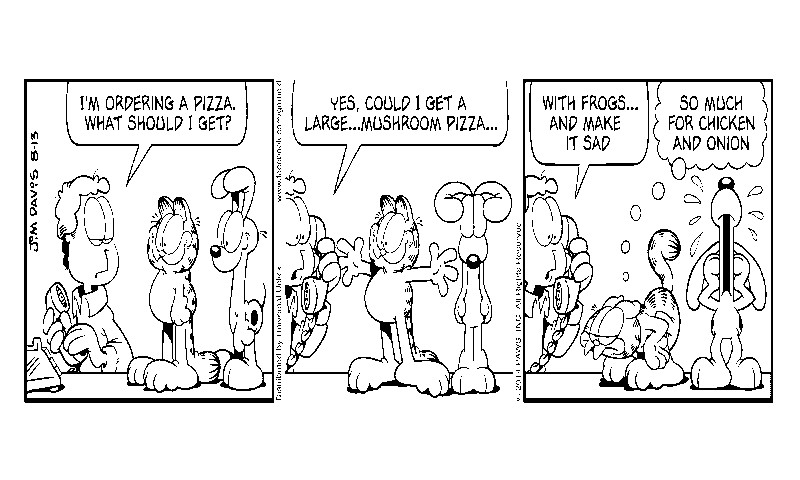 I'M ORDERING A PIZZA.
WHAT SHOULD I GET?
JIM DAVIS 8-13
YES, COULD I GET A
LARGE...MUSHROOM PIZZA...
WITH FROGS...
AND MAKE
IT SAD
SO MUCH
FOR CHICKEN
AND ONION